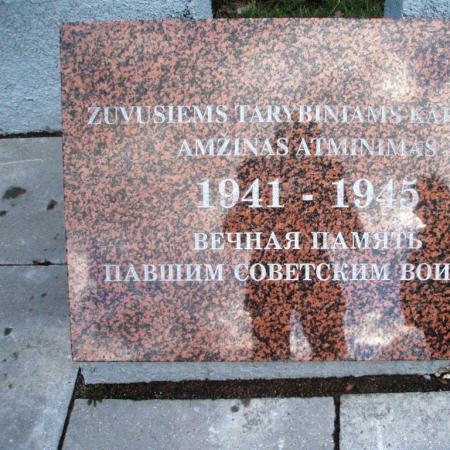 ŽUVUSIEMS TARYBINIAMS
AMŽINAS ATMINIMAS
1941 - 1945
ВЕЧНАЯ ПАМЯТЬ
ПАВШИМ СОВЕТСКИМ